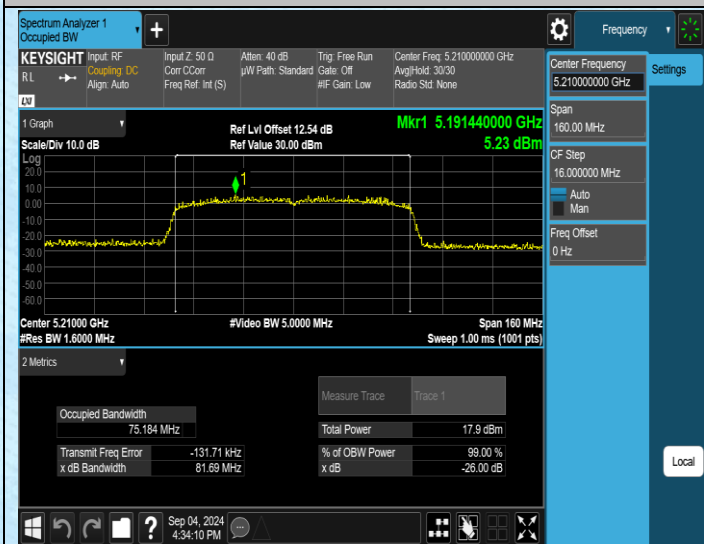 Spectrum Analyzer 1
Occupied BW
Frequency
KEYSIGHT
RL
LXI
Input: RF
Coupling: DC
Align: Auto
Input Z: 50 Ω
Corr CCorr
Freq Ref: Int (S)
Atten: 40 dB
µW Path: Standard
Trig: Free Run
Gate: Off
#IF Gain: Low
Center Freq: 5.210000000 GHz
Avg|Hold: 30/30
Radio Std: None
Center Frequency
5.210000000 GHz
Settings
Span
160.00 MHz
CF Step
16.000000 MHz
Auto
Man
Freq Offset
0 Hz
Local
1 Graph
Scale/Div 10.0 dB
Ref Lvl Offset 12.54 dB
Ref Value 30.00 dBm
Mkr1 5.191440000 GHz
5.23 dBm
Log
20.0
10.0
0.00
-10.0
-20.0
-30.0
-40.0
-50.0
-60.0
1
Center 5.21000 GHz
#Res BW 1.6000 MHz
#Video BW 5.0000 MHz
Span 160 MHz
Sweep 1.00 ms (1001 pts)
2 Metrics
Measure Trace Trace 1
Occupied Bandwidth
75.184 MHz
Total Power 17.9 dBm
Transmit Freq Error -131.71 kHz
% of OBW Power 99.00 %
x dB Bandwidth 81.69 MHz
x dB -26.00 dB
?
Sep 04, 2024
4:34:10 PM